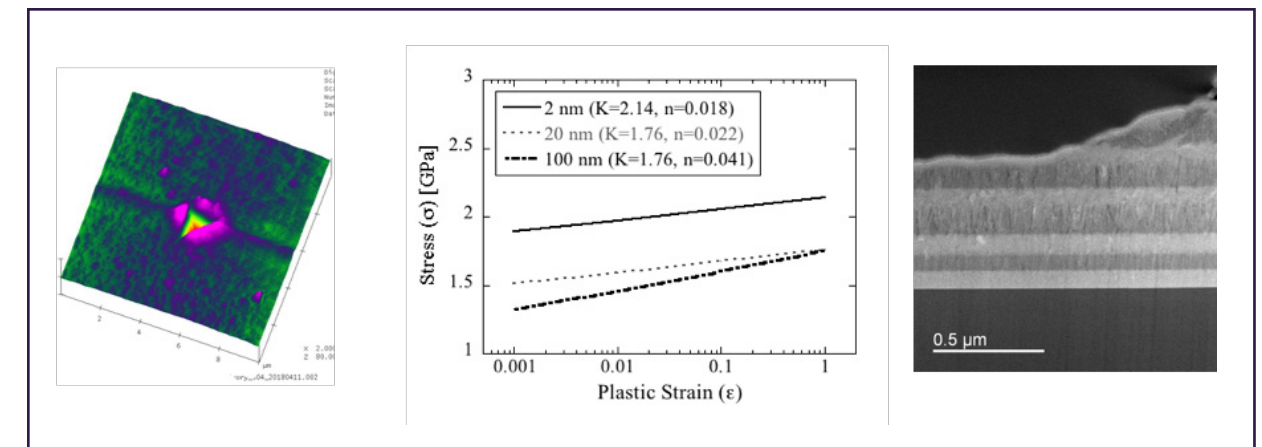 2
4
6
8
μm
3
2.5
2
1.5
1
Stress (σ) [GPa]
2 nm (K=2.14, n=0.018)
20 nm (K=1.76, n=0.022)
100 nm (K=1.76, n=0.041)
0.001
0.01
0.1
1
Plastic Strain (ε)
0.5 μm